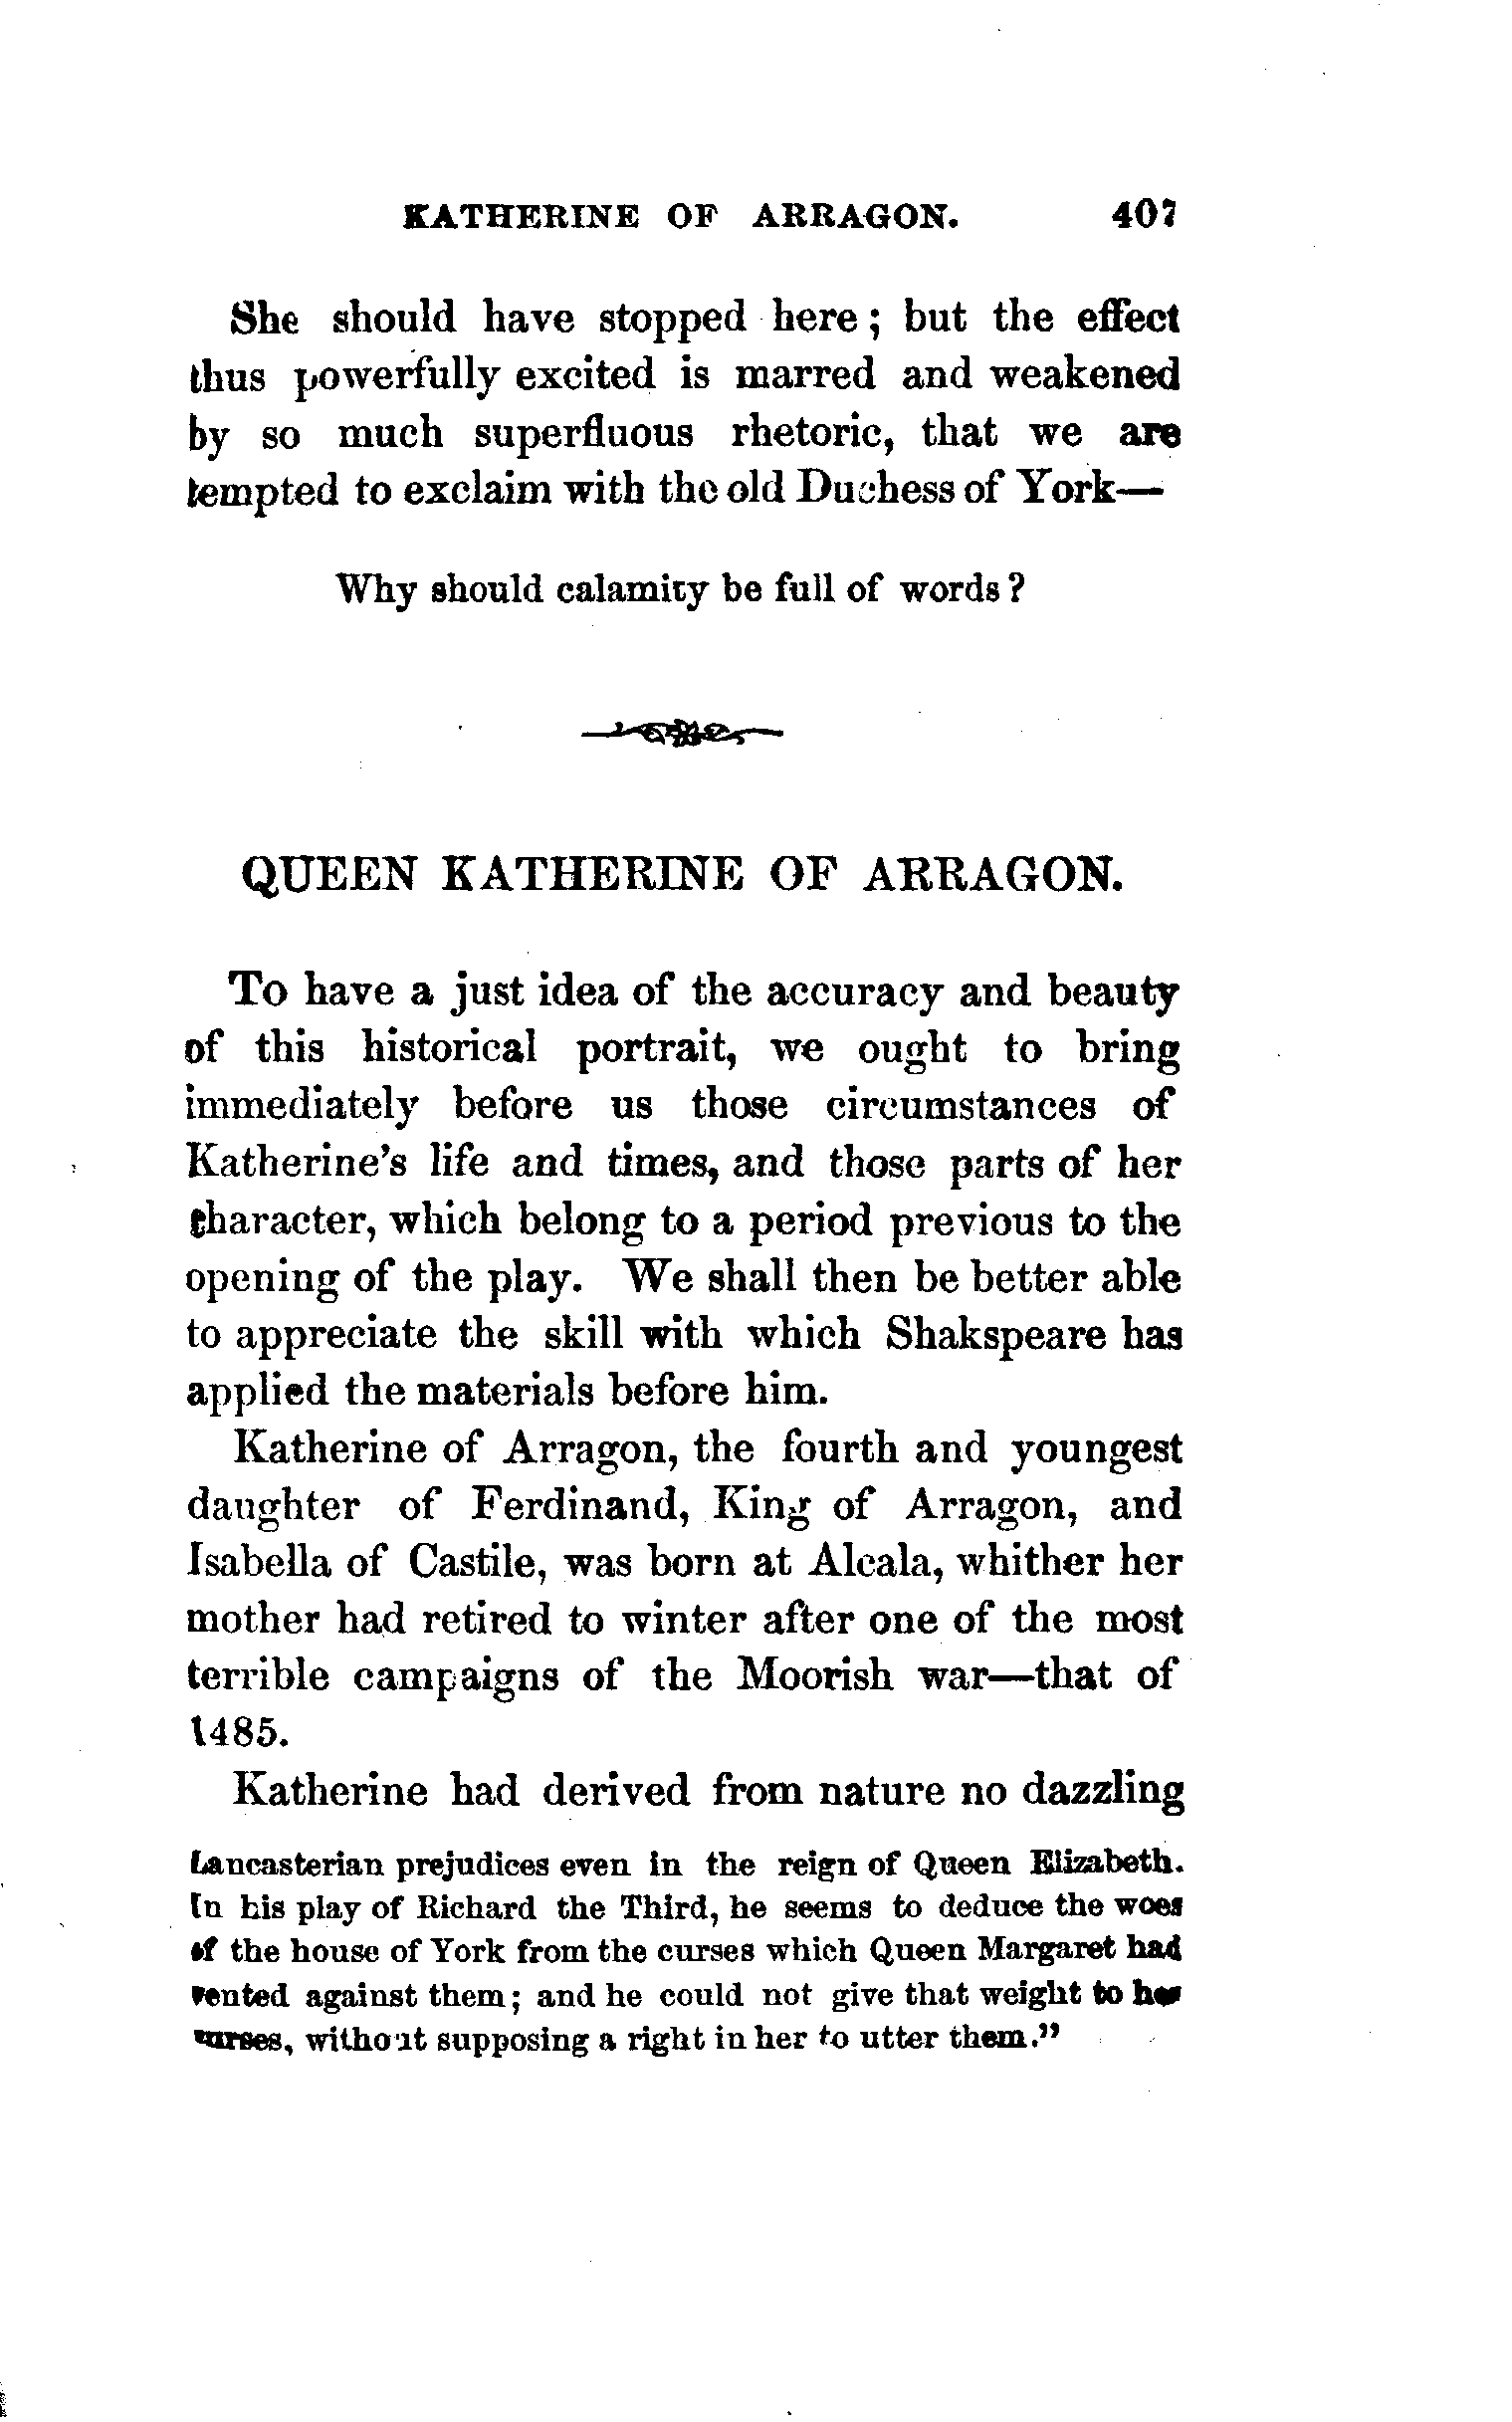 KATHERINE OF ARRAGON. 407
She should have stopped here; but the effect
thus powerfully excited is marred and weakened
by so much superfluous rhetoric, that we are
tempted to exclaim with the old Duchess of York—
Why should calamity be full of words?
QUEEN KATHERINE OF ARRAGON.
To have a just idea of the accuracy and beauty
of this historical portrait, we ought to bring
immediately before us those circumstances of
Katherine's life and times, and those parts of her
character, which belong to a period previous to the
opening of the play. We shall then be better able
to appreciate the skill with which Shakspeare has
applied the materials before him.
Katherine of Arragon, the fourth and youngest
daughter of Ferdinand, King of Arragon, and
Isabella of Castile, was born at Alcala, whither her
mother had retired to winter after one of the most
terrible campaigns of the Moorish war—that of
1485.
Katherine had derived from nature no dazzling
Lancasterian prejudices even in the reign of Queen Elizabeth.
In his play of Richard the Third, he seems to deduce the woes
of the house of York from the curses which Queen Margaret had
vented against them; and he could not give that weight to her
curses, without supposing a right in her to utter them."